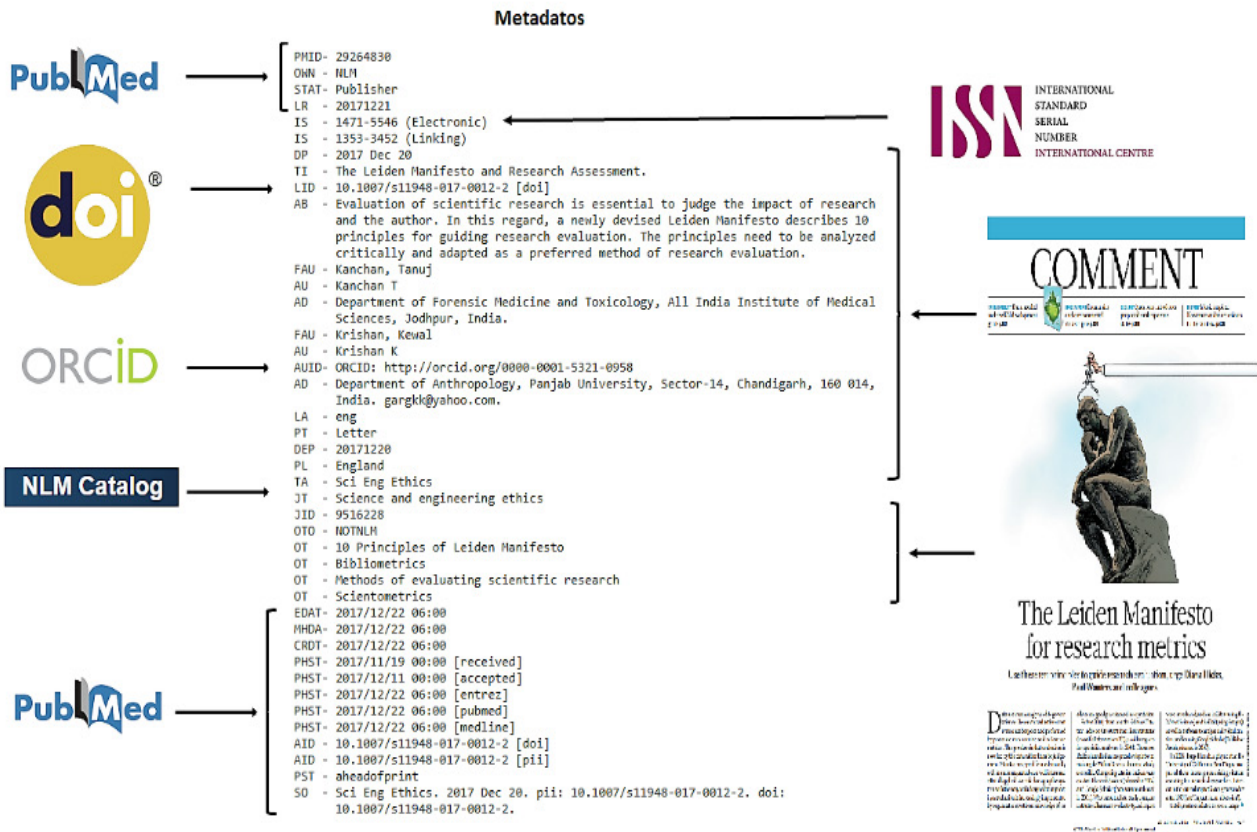 Metadatos
PubMed
PMID- 29264830
OWN - NLM
STAT- Publisher
LR - 20171221
IS - 1471-5546 (Electronic)
IS - 1353-3452 (Linking)
DP - 2017 Dec 20
TI - The Leiden Manifesto and Research Assessment.
LID - 10.1007/s11948-017-0012-2 [doi]
AB - Evaluation of scientific research is essential to judge the impact of research
and the author. In this regard, a newly devised Leiden Manifesto describes 10
principles for guiding research evaluation. The principles need to be analyzed
critically and adapted as a preferred method of research evaluation.
FAU - Kanchan, Tanuj
AU - Kanchan T
AD - Department of Forensic Medicine and Toxicology, All India Institute of Medical
Sciences, Jodhpur, India.
FAU - Krishan, Kewal
AU - Krishan K
AUID- ORCID: http://orcid.org/0000-0001-5321-0958
AD - Department of Anthropology, Panjab University, Sector-14, Chandigarh, 160 014,
India. gargkk@yahoo.com.
LA - eng
PT - Letter
DEP - 20171220
PL - England
TA - Sci Eng Ethics
JT - Science and engineering ethics
JID - 9516228
OTO - NOTNLM
OT - 10 Principles of Leiden Manifesto
OT - Bibliometrics
OT - Methods of evaluating scientific research
OT - Scientometrics
EDAT- 2017/12/22 06:00
MHDA- 2017/12/22 06:00
CRDT- 2017/12/22 06:00
PHST- 2017/11/19 00:00 [received]
PHST- 2017/12/11 00:00 [accepted]
PHST- 2017/12/22 06:00 [entrez]
PHST- 2017/12/22 06:00 [pubmed]
PHST- 2017/12/22 06:00 [medline]
AID - 10.1007/s11948-017-0012-2 [doi]
AID - 10.1007/s11948-017-0012-2 [pii]
PST - aheadofprint
SO - Sci Eng Ethics. 2017 Dec 20. pii: 10.1007/s11948-017-0012-2. doi:
10.1007/s11948-017-0012-2.
doi®
ORCiD
NLM Catalog
PubMed
ISSN
INTERNATIONAL
STANDARD
SERIAL
NUMBER
INTERNATIONAL CENTRE
COMMENT
The Leiden Manifesto
for research metrics